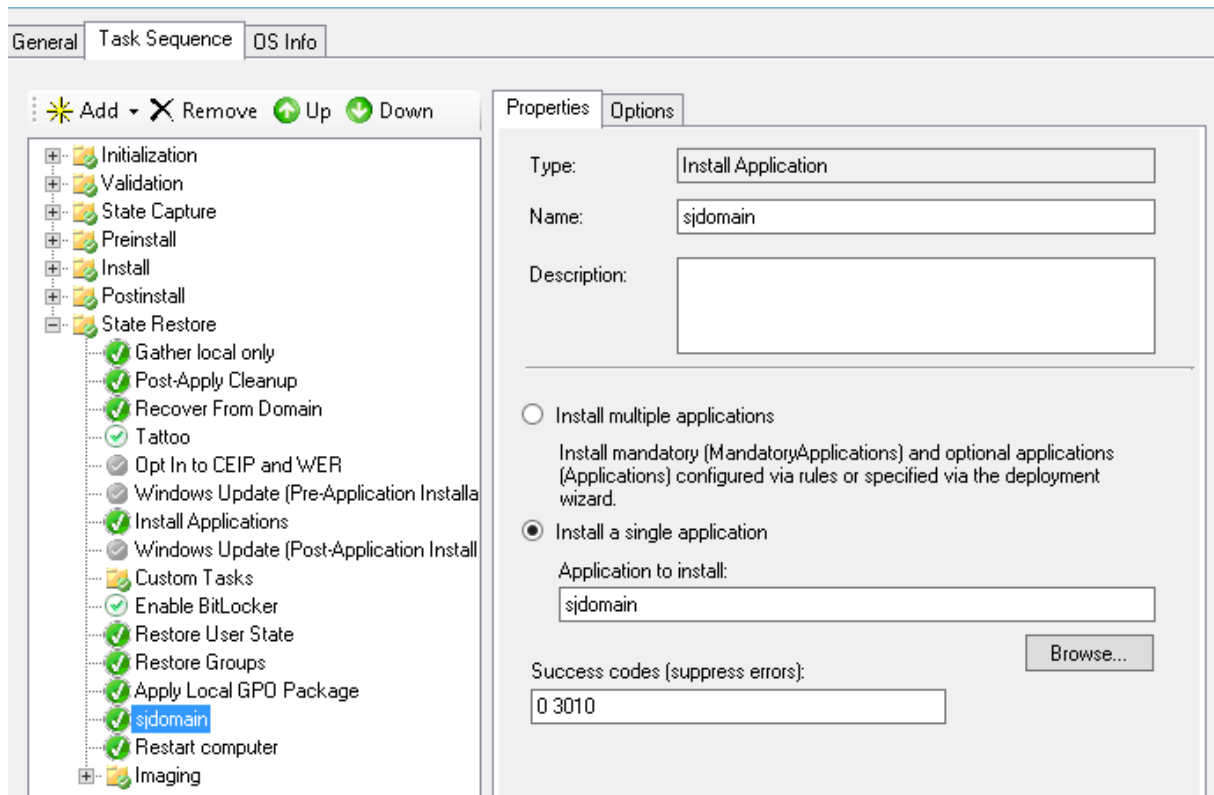 General Task Sequence OS Info
Add Remove Up Down
Initialization
Validation
State Capture
Preinstall
Install
Postinstall
State Restore
Gather local only
Post-Apply Cleanup
Recover From Domain
Tattoo
Opt In to CEIP and WER
Windows Update (Pre-Application Installa
Install Applications
Windows Update (Post-Application Install
Custom Tasks
Enable BitLocker
Restore User State
Restore Groups
Apply Local GPO Package
sjdomain
Restart computer
Imaging
Properties Options
Type: Install Application
Name: sjdomain
Description:
Install multiple applications
Install mandatory (MandatoryApplications) and optional applications
(Applications) configured via rules or specified via the deployment
wizard.
Install a single application
Application to install:
sjdomain
Browse...
Success codes (suppress errors):
0 3010